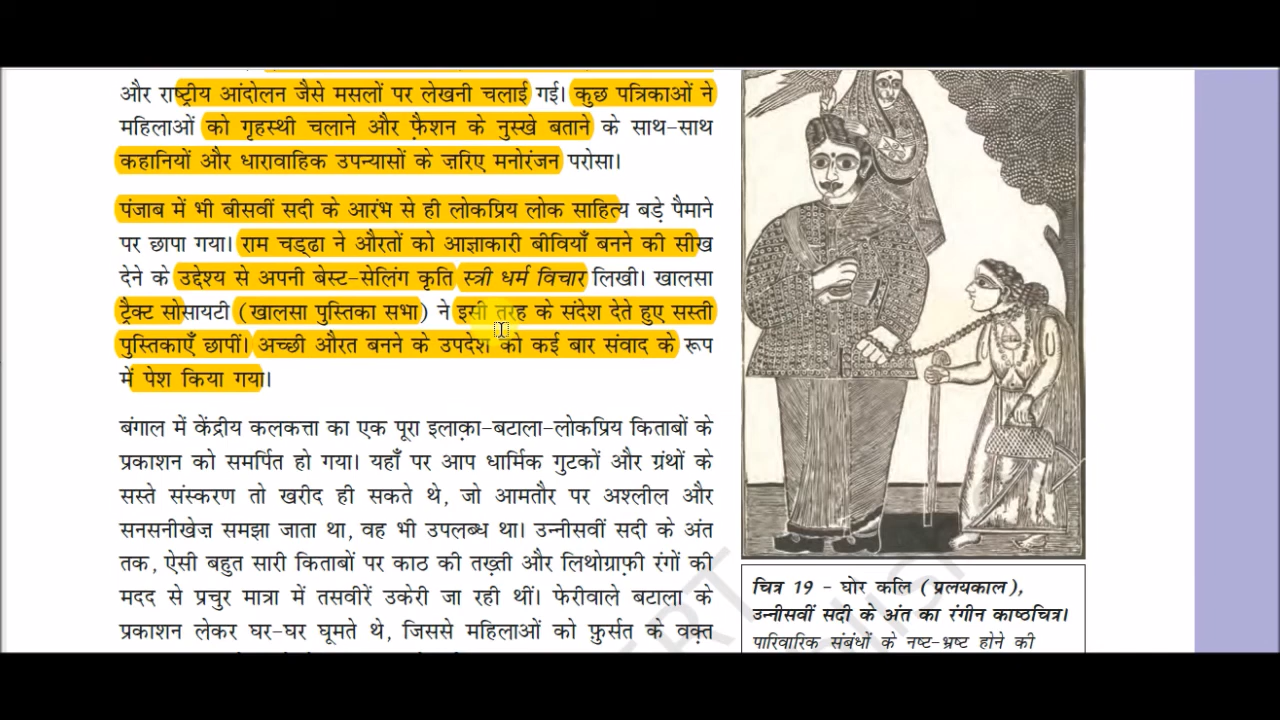 और राष्ट्रीय आंदोलन जैसे मसलों पर लेखनी चलाई गई। कुछ पत्रिकाओं ने
महिलाओं को गृहस्थी चलाने और फ़ैशन के नुस्खे बताने के साथ-साथ
कहानियों और धारावाहिक उपन्यासों के ज़रिए मनोरंजन परोसा।
पंजाब में भी बीसवीं सदी के आरंभ से ही लोकप्रिय लोक साहित्य बड़े पैमाने
पर छापा गया। राम चड्ढा ने औरतों को आज्ञाकारी बीवियाँ बनने की सीख
देने के उद्देश्य से अपनी बेस्ट-सेलिंग कृति स्त्री धर्म विचार लिखी। खालसा
ट्रैक्ट सोसायटी (खालसा पुस्तिका सभा) ने इसी तरह के संदेश देते हुए सस्ती
पुस्तिकाएँ छापीं। अच्छी औरत बनने के उपदेश को कई बार संवाद के रूप
में पेश किया गया।
बंगाल में केंद्रीय कलकत्ता का एक पूरा इलाक़ा-बटाला-लोकप्रिय किताबों के
प्रकाशन को समर्पित हो गया। यहाँ पर आप धार्मिक गुटकों और ग्रंथों के
सस्ते संस्करण तो खरीद ही सकते थे, जो आमतौर पर अश्लील और
सनसनीखेज़ समझा जाता था, वह भी उपलब्ध था। उन्नीसवीं सदी के अंत
तक, ऐसी बहुत सारी किताबों पर काठ की तख़्ती और लिथोग्राफ़ी रंगों की
मदद से प्रचुर मात्रा में तसवीरें उकेरी जा रही थीं। फेरीवाले बटाला के
प्रकाशन लेकर घर-घर घूमते थे, जिससे महिलाओं को फ़ुर्सत के वक़्त
चित्र 19 - घोर कलि (प्रलयकाल),
उन्नीसवीं सदी के अंत का रंगीन काष्ठचित्र।
पारिवारिक संबंधों के नष्ट-भ्रष्ट होने की